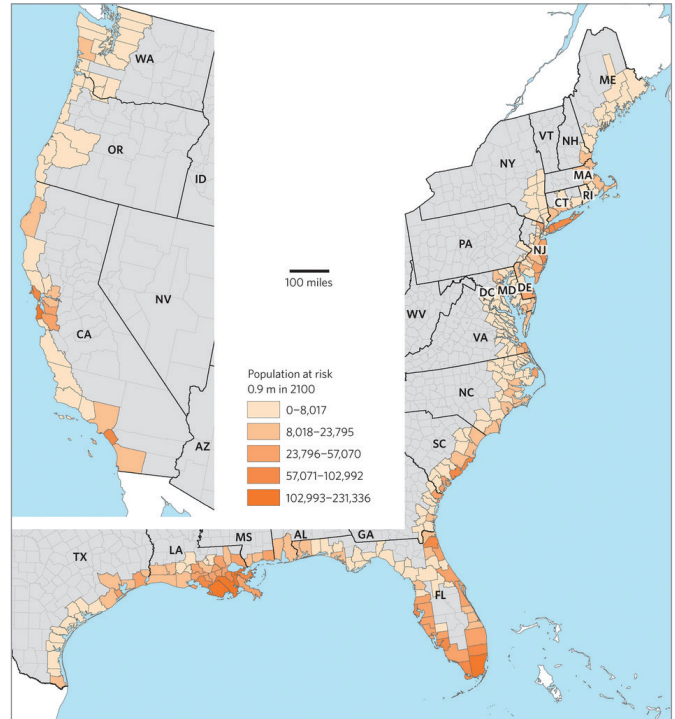 WA
ME
OR
VT
NH
ID
NY
MA
CT
RI
PA
NJ
NV
100 miles
DC
MD
DE
WV
CA
VA
Population at risk
0.9 m in 2100
NC
0–8,017
8,018–23,795
AZ
SC
23,796–57,070
57,071–102,992
102,993–231,336
TX
LA
MS
AL
GA
FL